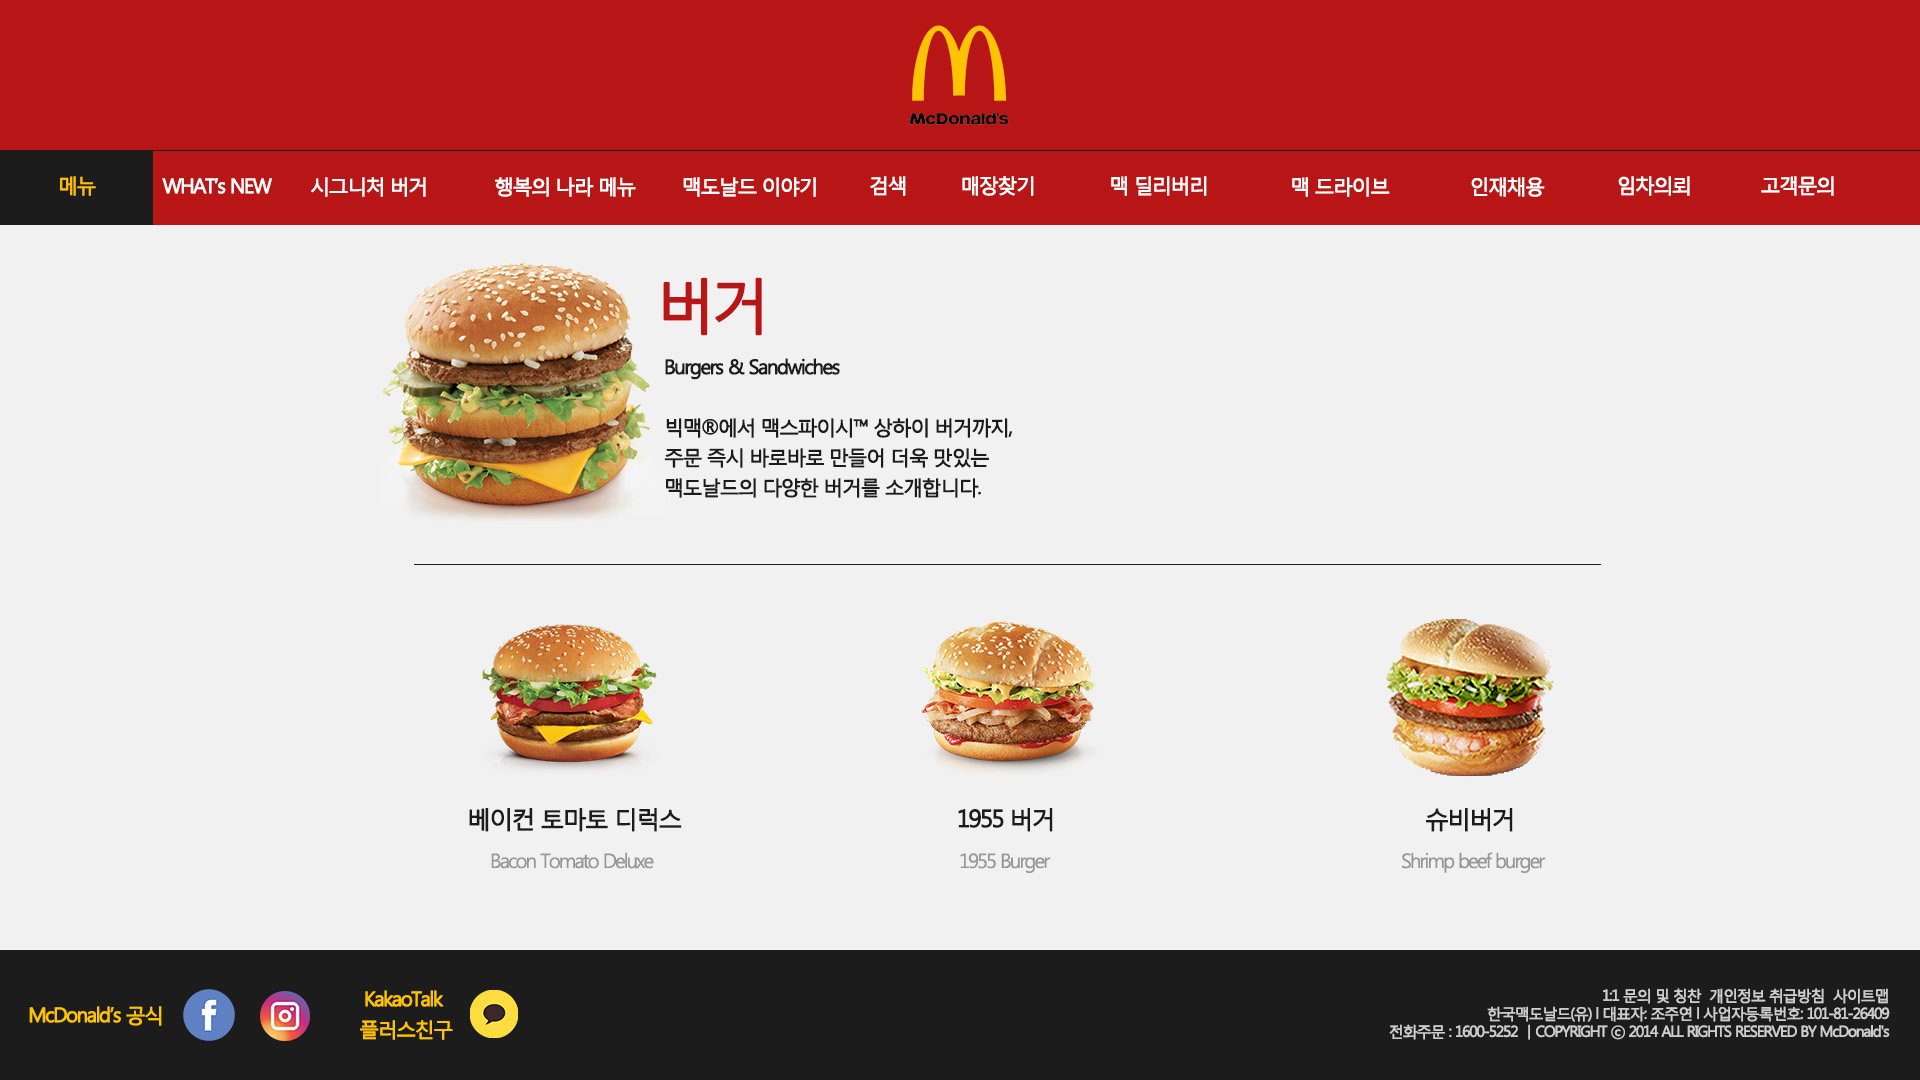 McDonald's
메뉴 WHAT's NEW 시그니처 버거 행복의 나라 메뉴 맥도날드 이야기 검색 매장찾기 맥 딜리버리 맥 드라이브 인재채용 임차의뢰 고객문의
버거
Burgers & Sandwiches
빅맥®에서 맥스파이시™ 상하이 버거까지,
주문 즉시 바로바로 만들어 더욱 맛있는
맥도날드의 다양한 버거를 소개합니다.
베이컨 토마토 디럭스
Bacon Tomato Deluxe
1955 버거
1955 Burger
슈비버거
Shrimp beef burger
McDonald's 공식
KakaoTalk
플러스친구
1:1 문의 및 칭찬 개인정보 취급방침 사이트맵
한국맥도날드(유) I 대표자: 조주연 I 사업자등록번호: 101-81-26409
전화주문 : 1600-5252 | COPYRIGHT ⓒ 2014 ALL RIGHTS RESERVED BY McDonald's